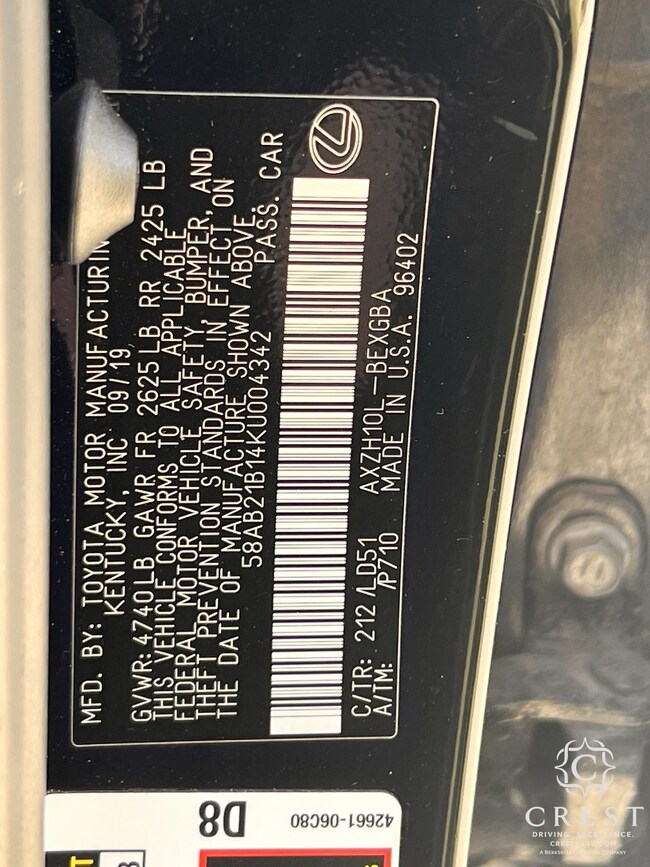 MFD. BY: TOYOTA MOTOR MANUFACTURIN
KENTUCKY, INC 09/19
GVWR: 4740LB GAWR FR 2625 LB RR 2425 LB
THIS VEHICLE CONFORMS TO ALL APPLICABLE
FEDERAL MOTOR VEHICLE SAFETY, BUMPER, AND
THEFT PREVENTION STANDARDS IN EFFECT ON
THE DATE OF MANUFACTURE SHOWN ABOVE.
58AB21B14KU004342 PASS. CAR
C/TR: 212 /LD51 AXZH10L-BEXGBA
A/TM: /P710 MADE IN U.S.A. 96402
D8
42661-06C80
CREST
DRIVING. EXCELLENCE.